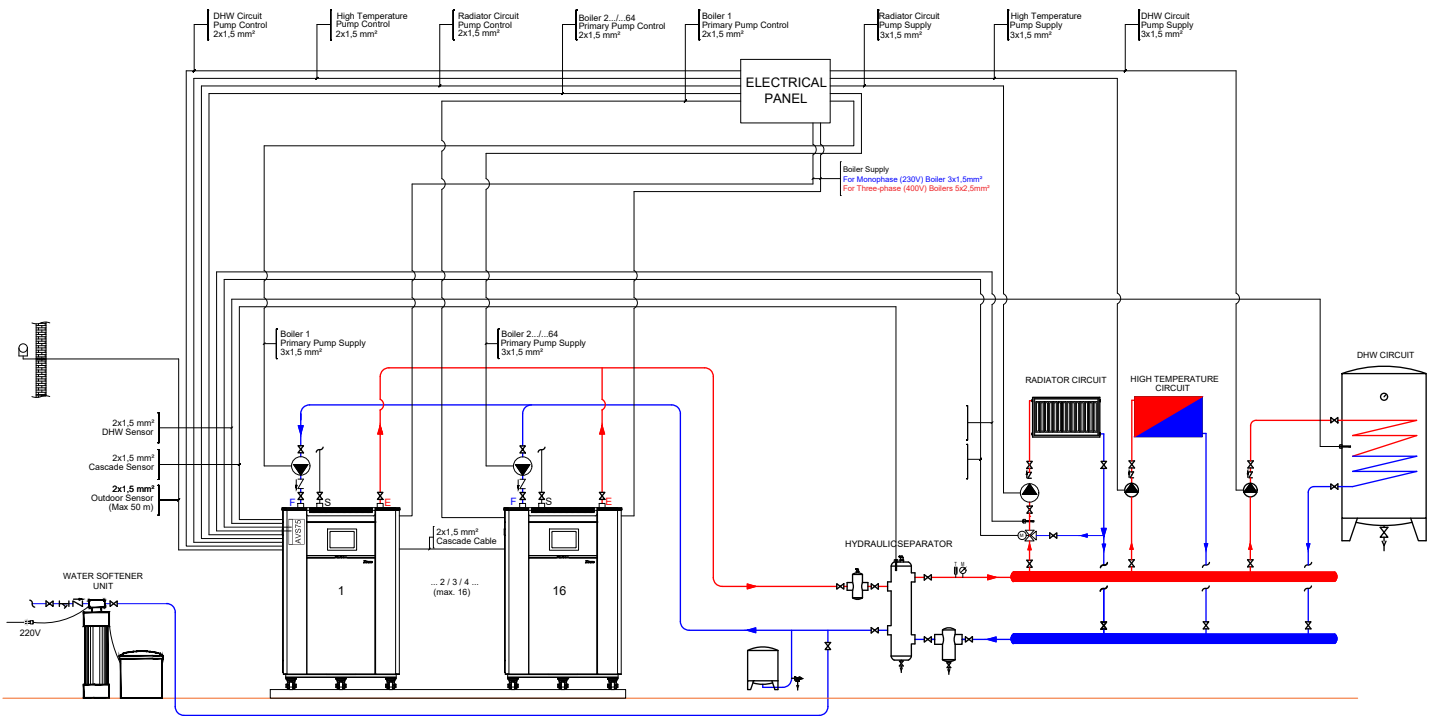 DHW Circuit
Pump Control
2x1,5 mm²
High Temperature
Pump Control
2x1,5 mm²
Radiator Circuit
Pump Control
2x1,5 mm²
Boiler 2.../...64
Primary Pump Control
2x1,5 mm²
Boiler 1
Primary Pump Control
2x1,5 mm²
Radiator Circuit
Pump Supply
3x1,5 mm²
High Temperature
Pump Supply
3x1,5 mm²
DHW Circuit
Pump Supply
3x1,5 mm²
ELECTRICAL
PANEL
Boiler Supply
For Monophase (230V) Boiler 3x1,5mm²
For Three-phase (400V) Boilers 5x2,5mm²
Boiler 1
Primary Pump Supply
3x1,5 mm²
Boiler 2.../...64
Primary Pump Supply
3x1,5 mm²
DHW CIRCUIT
RADIATOR CIRCUIT
HIGH TEMPERATURE
CIRCUIT
2x1,5 mm²
DHW Sensor
2x1,5 mm²
Cascade Sensor
2x1,5 mm²
Outdoor Sensor
(Max 50 m)
F
S
E
F
S
E
AVS75
2x1,5 mm²
Cascade Cable
HYDRAULICSEPARATOR
M
T
M
WATER SOFTENER
UNIT
220V
1
... 2 / 3 / 4 ...
(max. 16)
16